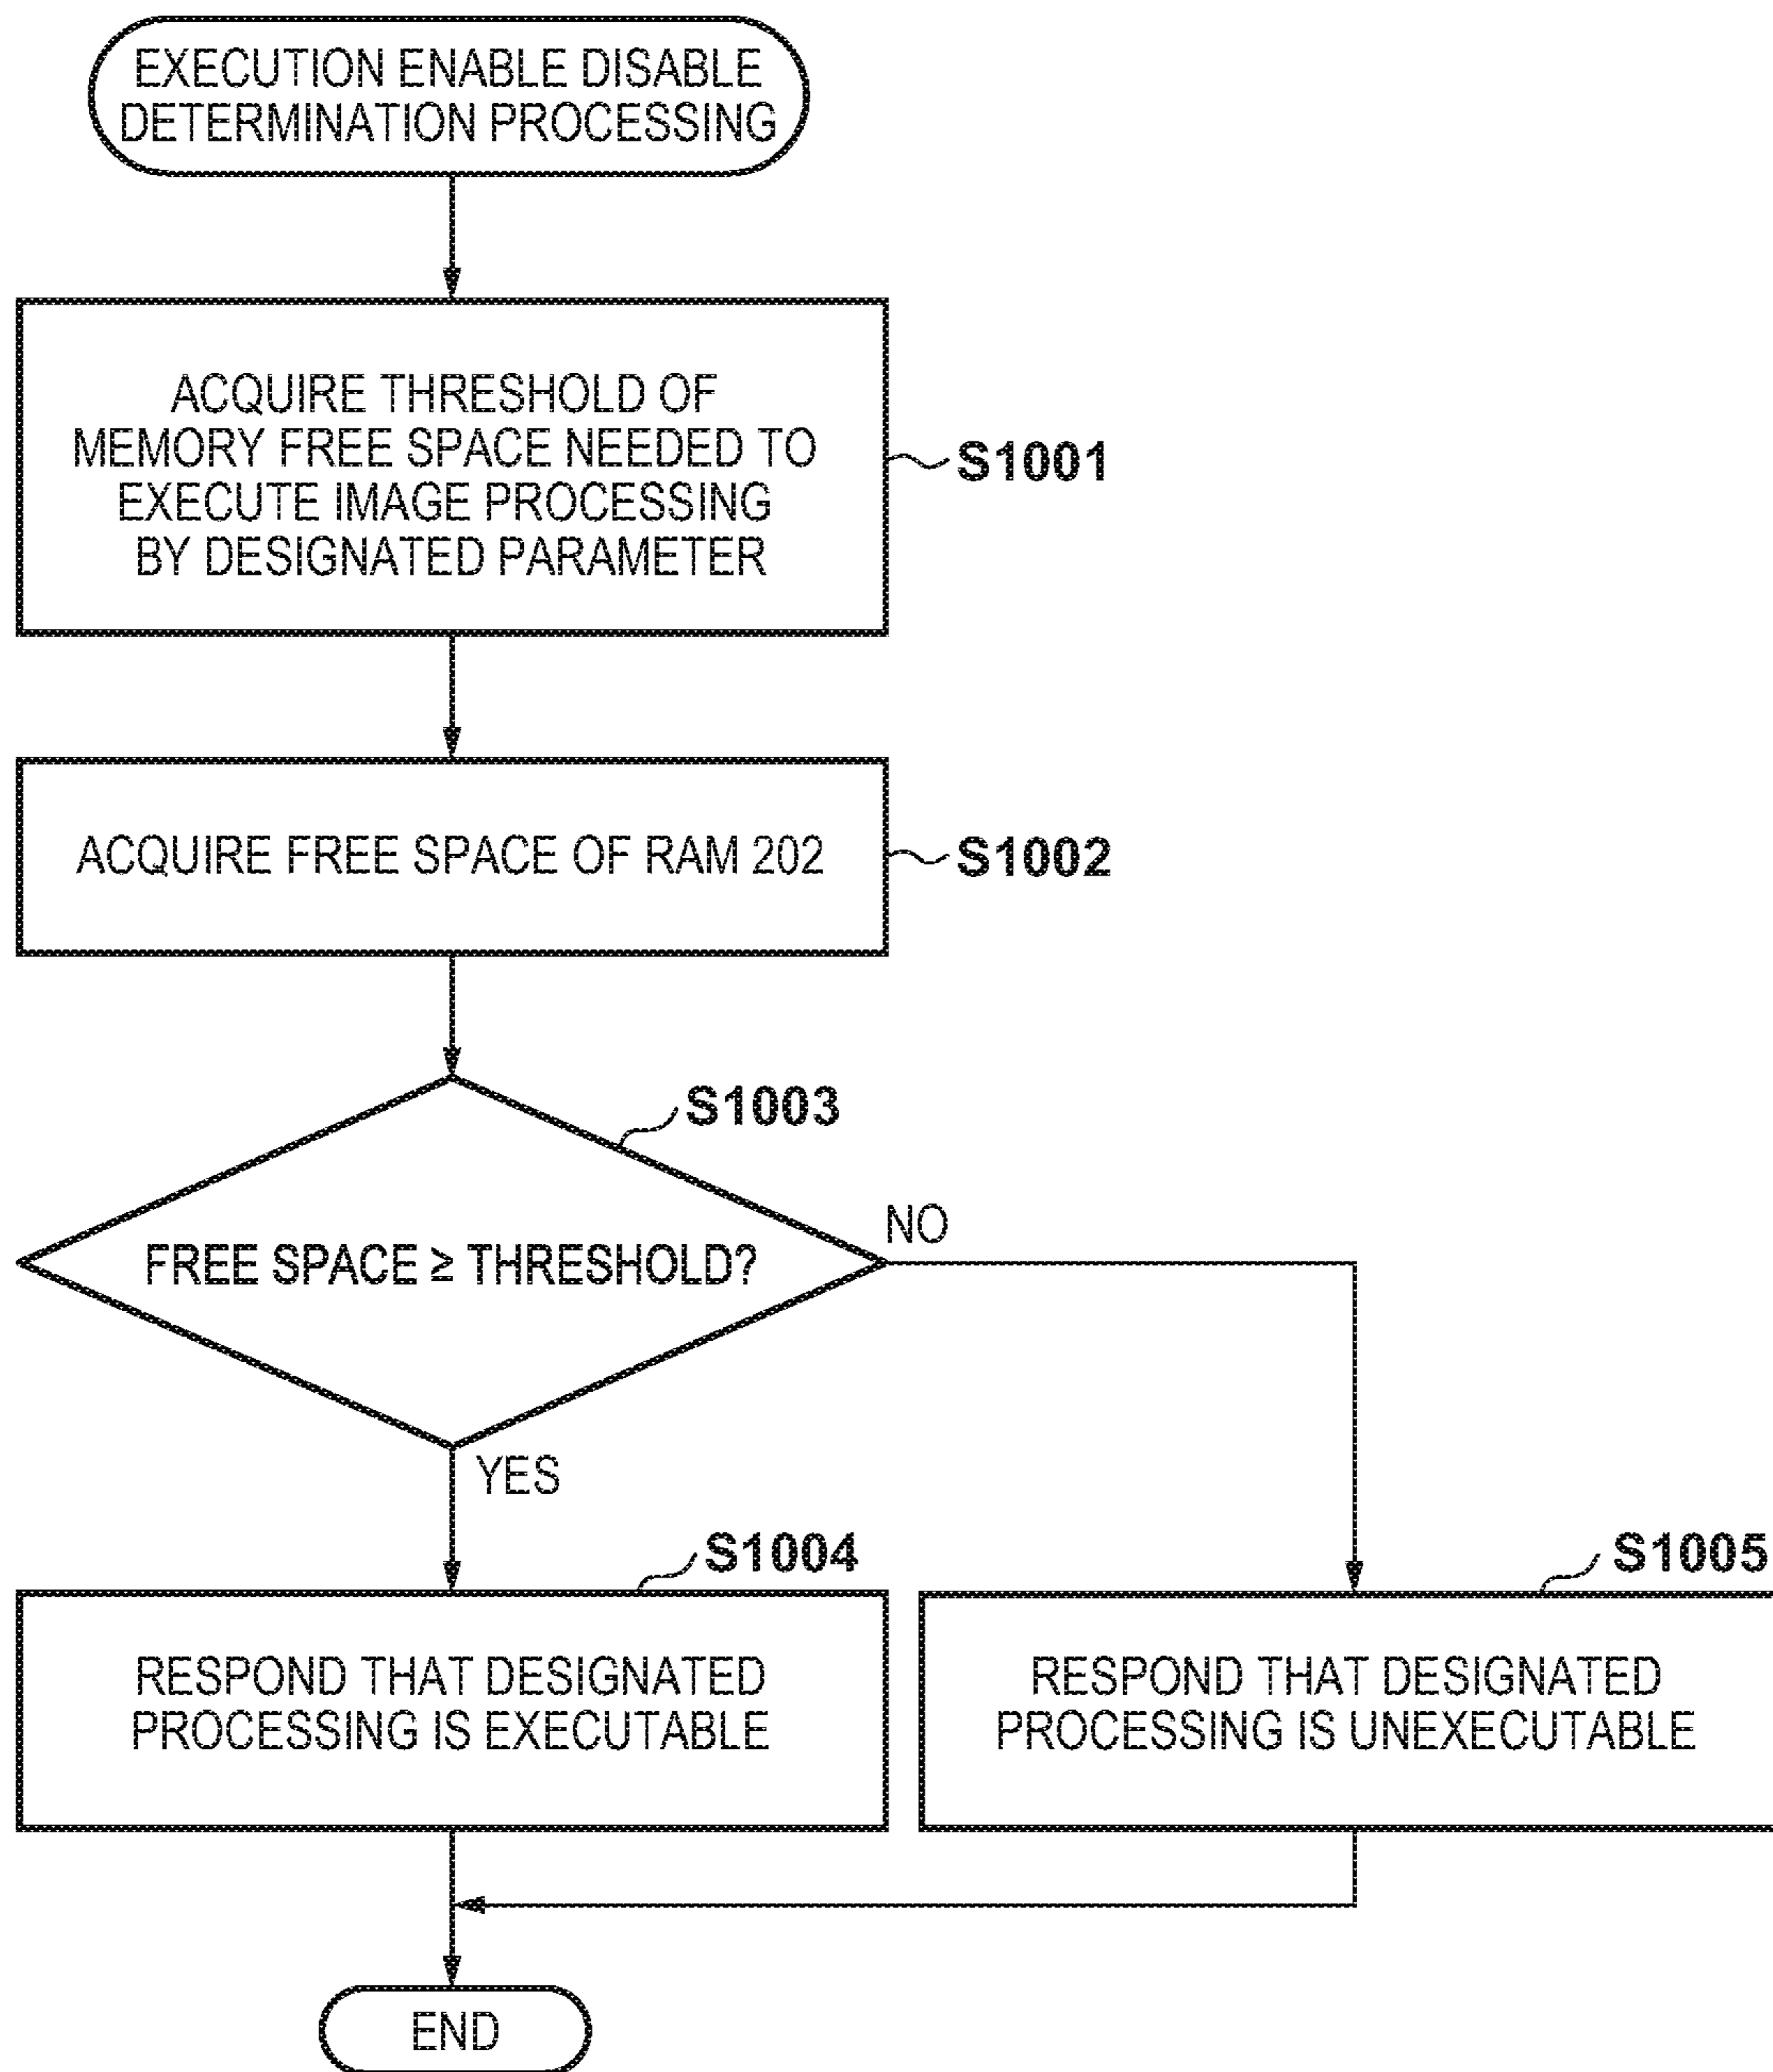 EXECUTION ENABLE DISABLE
DETERMINATION PROCESSING
ACQUIRE THRESHOLD OF
MEMORY FREE SPACE NEEDED TO
EXECUTE IMAGE PROCESSING
BY DESIGNATED PARAMETER
S1001
ACQUIRE FREE SPACE OF RAM 202
S1002
S1003
FREE SPACE ≥ THRESHOLD?
NO
YES
S1004
RESPOND THAT DESIGNATED
PROCESSING IS EXECUTABLE
S1005
RESPOND THAT DESIGNATED
PROCESSING IS UNEXECUTABLE
END